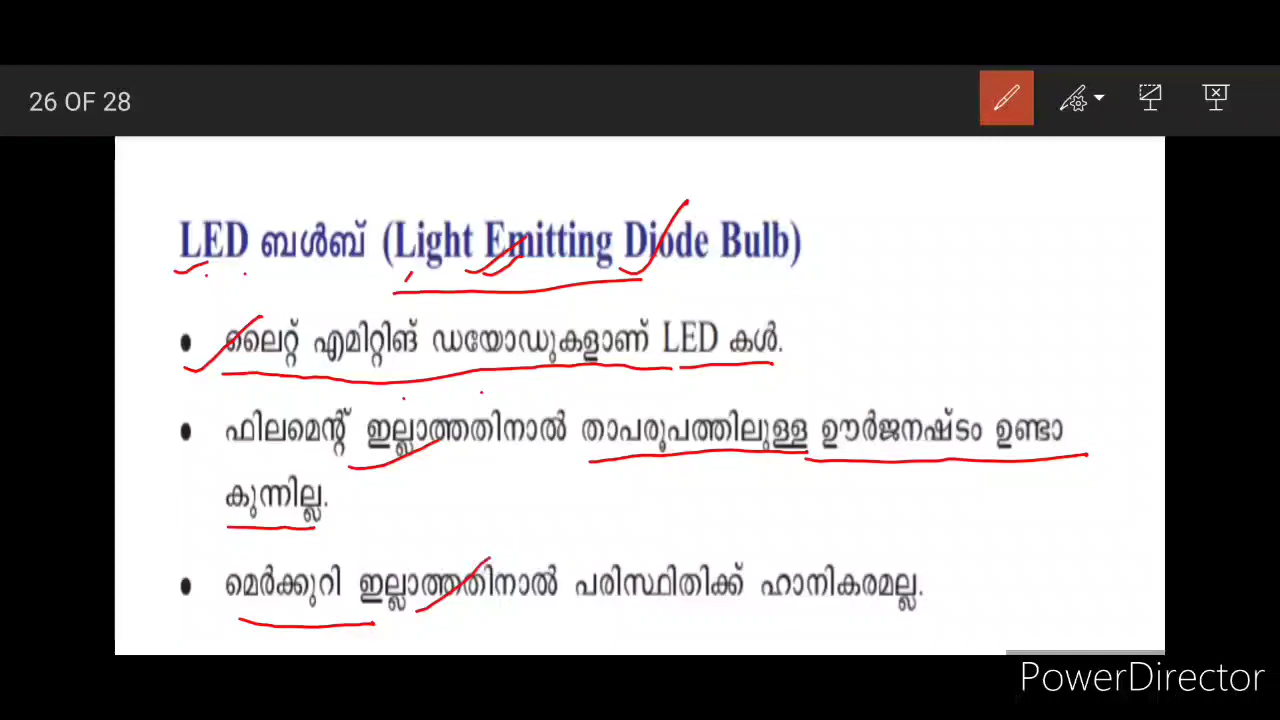 26 OF 28
LED ബൾബ് (Light Emitting Diode Bulb)
• ലൈറ്റ് എമിറ്റിങ് ഡയോഡുകളാണ് LED കൾ.
• ഫിലമെന്റ് ഇല്ലാത്തതിനാൽ താപരൂപത്തിലുള്ള ഊർജനഷ്ടം ഉണ്ടാ
കുന്നില്ല.
• മെർക്കുറി ഇല്ലാത്തതിനാൽ പരിസ്ഥിതിക്ക് ഹാനികരമല്ല.
PowerDirector